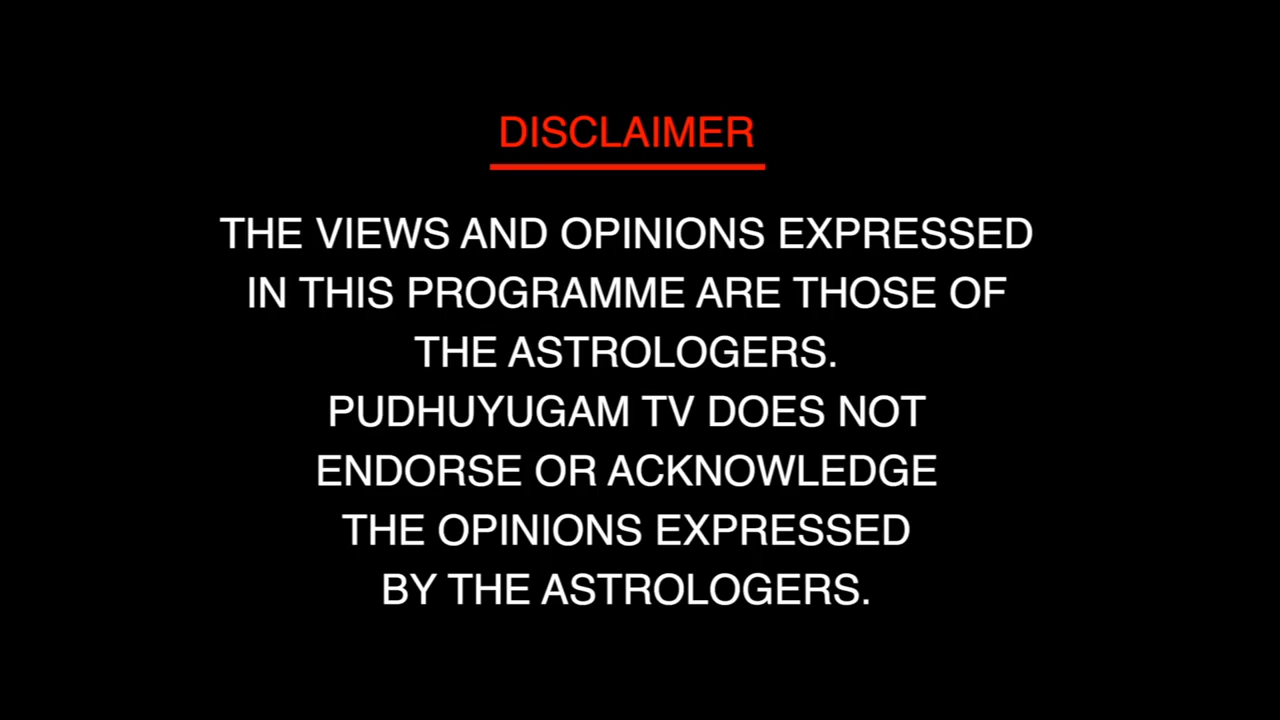 DISCLAIMER
THE VIEWS AND OPINIONS EXPRESSED
IN THIS PROGRAMME ARE THOSE OF
THE ASTROLOGERS.
PUDHUYUGAM TV DOES NOT
ENDORSE OR ACKNOWLEDGE
THE OPINIONS EXPRESSED
BY THE ASTROLOGERS.